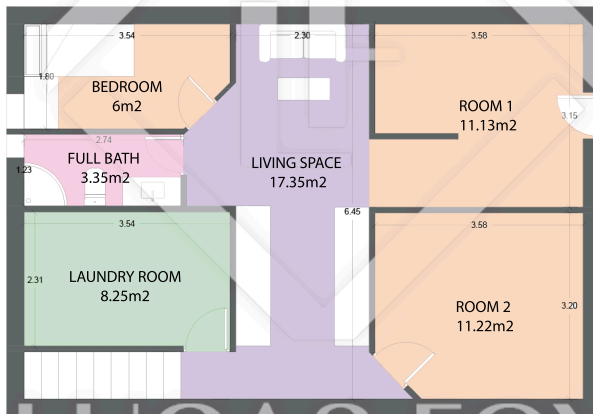 3.54
2.30
3.58
1.80
BEDROOM
6m2
ROOM 1
11.13m2
3.15
2.74
FULL BATH
3.35m2
1.23
LIVING SPACE
17.35m2
3.54
6.45
3.58
2.31
LAUNDRY ROOM
8.25m2
ROOM 2
11.22m2
3.20
LUCAS FOX